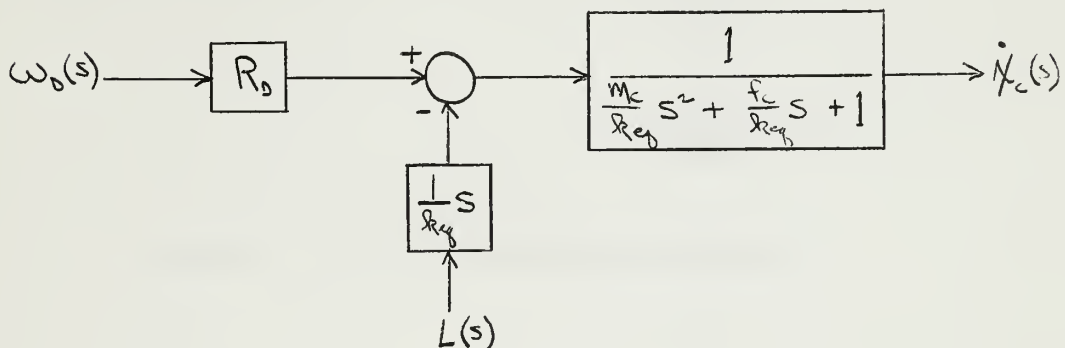 ω_D(s)
R_D
+
-
1
m_c/k_eq s² + f_c/k_eq s + 1
ẋ_c(s)
1/k_eq s
L(s)